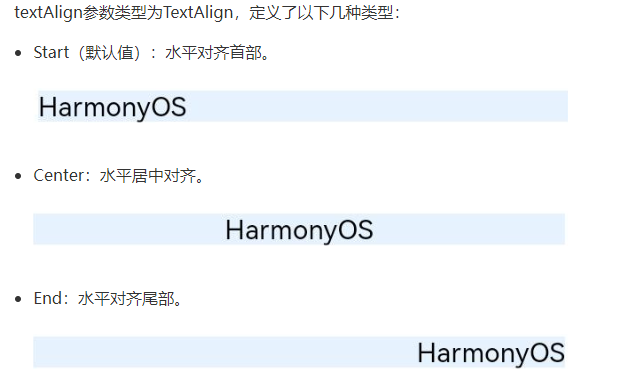 textAlign参数类型为TextAlign，定义了以下几种类型：
Start（默认值）：水平对齐首部。
HarmonyOS
Center：水平居中对齐。
HarmonyOS
End：水平对齐尾部。
HarmonyOS